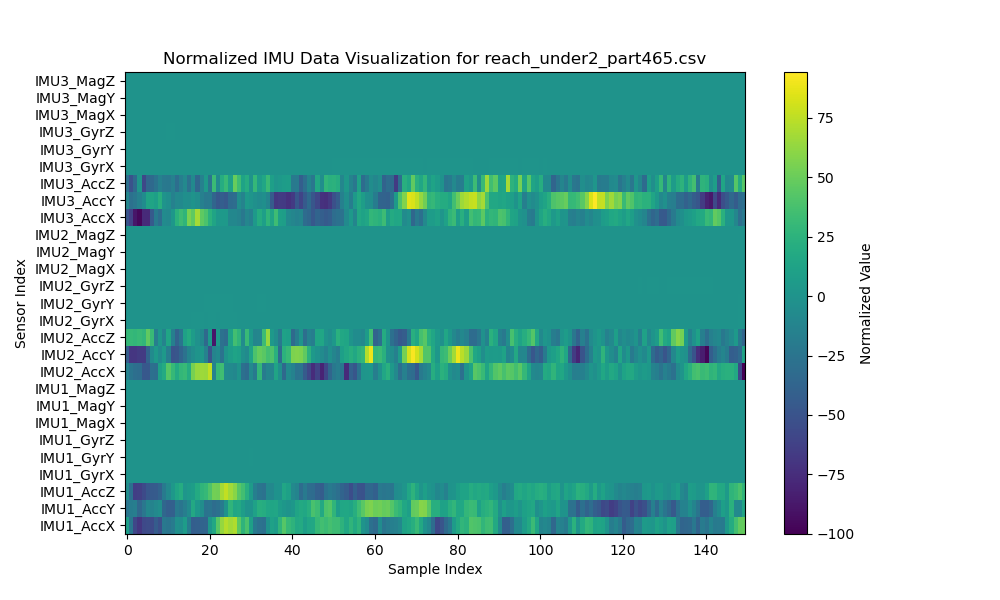 Normalized IMU Data Visualization for reach_under2_part465.csv
IMU3_MagZ
IMU3_MagY
IMU3_MagX
IMU3_GyrZ
IMU3_GyrY
IMU3_GyrX
IMU3_AccZ
IMU3_AccY
IMU3_AccX
IMU2_MagZ
IMU2_MagY
IMU2_MagX
IMU2_GyrZ
IMU2_GyrY
IMU2_GyrX
IMU2_AccZ
IMU2_AccY
IMU2_AccX
IMU1_MagZ
IMU1_MagY
IMU1_MagX
IMU1_GyrZ
IMU1_GyrY
IMU1_GyrX
IMU1_AccZ
IMU1_AccY
IMU1_AccX
Sensor Index
0 20 40 60 80 100 120 140
Sample Index
75
50
25
0
−25
−50
−75
−100
Normalized Value